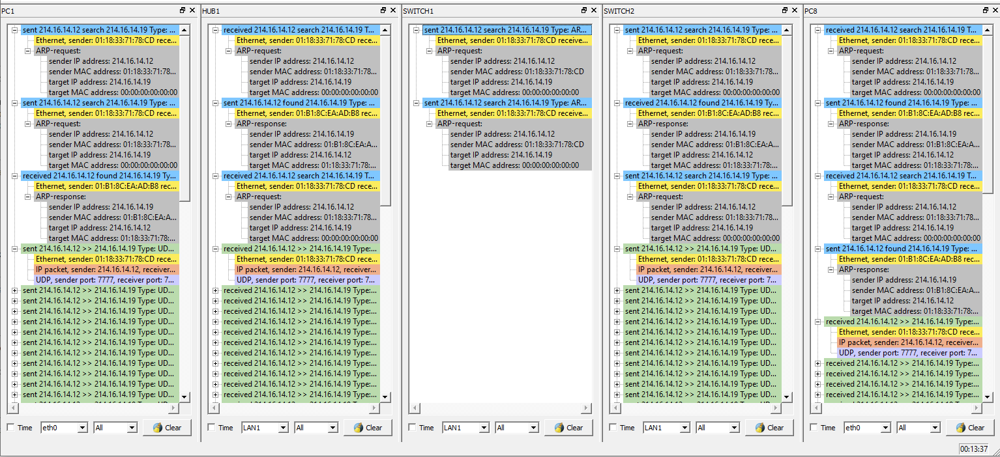 PC1
sent 214.16.14.12 search 214.16.14.19 Type: ...
Ethernet, sender: 01:18:33:71:78:CD rece...
ARP-request:
sender IP address: 214.16.14.12
sender MAC address: 01:18:33:71:78...
target IP address: 214.16.14.19
target MAC address: 00:00:00:00:00:00
sent 214.16.14.12 search 214.16.14.19 Type: ...
Ethernet, sender: 01:18:33:71:78:CD rece...
ARP-request:
sender IP address: 214.16.14.12
sender MAC address: 01:18:33:71:78...
target IP address: 214.16.14.19
target MAC address: 00:00:00:00:00:00
received 214.16.14.12 found 214.16.14.19 Ty...
Ethernet, sender: 01:B1:8C:EA:AD:B8 rec...
ARP-response:
sender IP address: 214.16.14.19
sender MAC address: 01:B1:8C:EA:A...
target IP address: 214.16.14.12
target MAC address: 01:18:33:71:78:...
sent 214.16.14.12 >> 214.16.14.19 Type: UD...
Ethernet, sender: 01:18:33:71:78:CD rece...
IP packet, sender: 214.16.14.12, receiver...
UDP, sender port: 7777, receiver port: 7...
sent 214.16.14.12 >> 214.16.14.19 Type: UD...
sent 214.16.14.12 >> 214.16.14.19 Type: UD...
sent 214.16.14.12 >> 214.16.14.19 Type: UD...
sent 214.16.14.12 >> 214.16.14.19 Type: UD...
sent 214.16.14.12 >> 214.16.14.19 Type: UD...
sent 214.16.14.12 >> 214.16.14.19 Type: UD...
sent 214.16.14.12 >> 214.16.14.19 Type: UD...
sent 214.16.14.12 >> 214.16.14.19 Type: UD...
sent 214.16.14.12 >> 214.16.14.19 Type: UD...
sent 214.16.14.12 >> 214.16.14.19 Type: UD...
sent 214.16.14.12 >> 214.16.14.19 Type: UD...
Time eth0 All Clear
HUB1
received 214.16.14.12 search 214.16.14.19 T...
Ethernet, sender: 01:18:33:71:78:CD rece...
ARP-request:
sender IP address: 214.16.14.12
sender MAC address: 01:18:33:71:78...
target IP address: 214.16.14.19
target MAC address: 00:00:00:00:00:00
sent 214.16.14.12 found 214.16.14.19 Type: ...
Ethernet, sender: 01:B1:8C:EA:AD:B8 rec...
ARP-response:
sender IP address: 214.16.14.19
sender MAC address: 01:B1:8C:EA:A...
target IP address: 214.16.14.12
target MAC address: 01:18:33:71:78:...
received 214.16.14.12 search 214.16.14.19 T...
Ethernet, sender: 01:18:33:71:78:CD rece...
ARP-request:
sender IP address: 214.16.14.12
sender MAC address: 01:18:33:71:78...
target IP address: 214.16.14.19
target MAC address: 00:00:00:00:00:00
received 214.16.14.12 >> 214.16.14.19 Type:...
Ethernet, sender: 01:18:33:71:78:CD rece...
IP packet, sender: 214.16.14.12, receiver...
UDP, sender port: 7777, receiver port: 7...
received 214.16.14.12 >> 214.16.14.19 Type:...
received 214.16.14.12 >> 214.16.14.19 Type:...
received 214.16.14.12 >> 214.16.14.19 Type:...
received 214.16.14.12 >> 214.16.14.19 Type:...
received 214.16.14.12 >> 214.16.14.19 Type:...
received 214.16.14.12 >> 214.16.14.19 Type:...
received 214.16.14.12 >> 214.16.14.19 Type:...
received 214.16.14.12 >> 214.16.14.19 Type:...
received 214.16.14.12 >> 214.16.14.19 Type:...
received 214.16.14.12 >> 214.16.14.19 Type:...
received 214.16.14.12 >> 214.16.14.19 Type:...
Time LAN1 All Clear
SWITCH1
sent 214.16.14.12 search 214.16.14.19 Type: AR...
Ethernet, sender: 01:18:33:71:78:CD receive...
ARP-request:
sender IP address: 214.16.14.12
sender MAC address: 01:18:33:71:78:CD
target IP address: 214.16.14.19
target MAC address: 00:00:00:00:00:00
sent 214.16.14.12 search 214.16.14.19 Type: AR...
Ethernet, sender: 01:18:33:71:78:CD receive...
ARP-request:
sender IP address: 214.16.14.12
sender MAC address: 01:18:33:71:78:CD
target IP address: 214.16.14.19
target MAC address: 00:00:00:00:00:00
Time LAN1 All Clear
SWITCH2
sent 214.16.14.12 search 214.16.14.19 Type: ...
Ethernet, sender: 01:18:33:71:78:CD rece...
ARP-request:
sender IP address: 214.16.14.12
sender MAC address: 01:18:33:71:78...
target IP address: 214.16.14.19
target MAC address: 00:00:00:00:00:00
received 214.16.14.12 found 214.16.14.19 Ty...
Ethernet, sender: 01:B1:8C:EA:AD:B8 rec...
ARP-response:
sender IP address: 214.16.14.19
sender MAC address: 01:B1:8C:EA:A...
target IP address: 214.16.14.12
target MAC address: 01:18:33:71:78:...
sent 214.16.14.12 search 214.16.14.19 Type: ...
Ethernet, sender: 01:18:33:71:78:CD rece...
ARP-request:
sender IP address: 214.16.14.12
sender MAC address: 01:18:33:71:78...
target IP address: 214.16.14.19
target MAC address: 00:00:00:00:00:00
sent 214.16.14.12 >> 214.16.14.19 Type: UD...
Ethernet, sender: 01:18:33:71:78:CD rece...
IP packet, sender: 214.16.14.12, receiver...
UDP, sender port: 7777, receiver port: 7...
sent 214.16.14.12 >> 214.16.14.19 Type: UD...
sent 214.16.14.12 >> 214.16.14.19 Type: UD...
sent 214.16.14.12 >> 214.16.14.19 Type: UD...
sent 214.16.14.12 >> 214.16.14.19 Type: UD...
sent 214.16.14.12 >> 214.16.14.19 Type: UD...
sent 214.16.14.12 >> 214.16.14.19 Type: UD...
sent 214.16.14.12 >> 214.16.14.19 Type: UD...
sent 214.16.14.12 >> 214.16.14.19 Type: UD...
sent 214.16.14.12 >> 214.16.14.19 Type: UD...
sent 214.16.14.12 >> 214.16.14.19 Type: UD...
sent 214.16.14.12 >> 214.16.14.19 Type: UD...
Time LAN1 All Clear
PC8
received 214.16.14.12 search 214.16.14.19 T...
Ethernet, sender: 01:18:33:71:78:CD rece...
ARP-request:
sender IP address: 214.16.14.12
sender MAC address: 01:18:33:71:78...
target IP address: 214.16.14.19
target MAC address: 00:00:00:00:00:00
sent 214.16.14.12 found 214.16.14.19 Type: ...
Ethernet, sender: 01:B1:8C:EA:AD:B8 rec...
ARP-response:
sender IP address: 214.16.14.19
sender MAC address: 01:B1:8C:EA:A...
target IP address: 214.16.14.12
target MAC address: 01:18:33:71:78:...
received 214.16.14.12 search 214.16.14.19 T...
Ethernet, sender: 01:18:33:71:78:CD rece...
ARP-request:
sender IP address: 214.16.14.12
sender MAC address: 01:18:33:71:78...
target IP address: 214.16.14.19
target MAC address: 00:00:00:00:00:00
sent 214.16.14.12 found 214.16.14.19 Type: ...
Ethernet, sender: 01:B1:8C:EA:AD:B8 rec...
ARP-response:
sender IP address: 214.16.14.19
sender MAC address: 01:B1:8C:EA:A...
target IP address: 214.16.14.12
target MAC address: 01:18:33:71:78:...
received 214.16.14.12 >> 214.16.14.19 Type:...
Ethernet, sender: 01:18:33:71:78:CD rece...
IP packet, sender: 214.16.14.12, receiver...
UDP, sender port: 7777, receiver port: 7...
received 214.16.14.12 >> 214.16.14.19 Type:...
received 214.16.14.12 >> 214.16.14.19 Type:...
received 214.16.14.12 >> 214.16.14.19 Type:...
received 214.16.14.12 >> 214.16.14.19 Type:...
Time eth0 All Clear
00:13:37